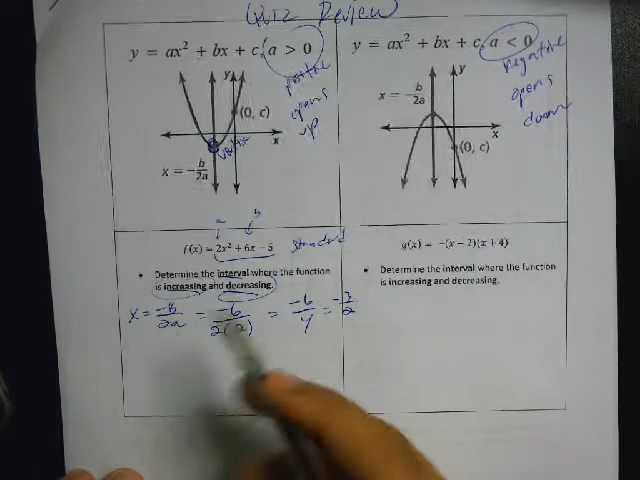 Quiz Review
y = ax² + bx + c, a > 0
positive
opens
up
y
(0, c)
x
vertex
x = -b/2a
y = ax² + bx + c, a < 0
negative
opens
down
y
x = -b/2a
x
(0, c)
a b
f(x) = 2x² + 6x - 5 standard
• Determine the interval where the function
is increasing and decreasing.
x = -b/2a = -6/2(2) = -6/4 = -3/2
g(x) = -(x - 2)(x + 4)
• Determine the interval where the function
is increasing and decreasing.